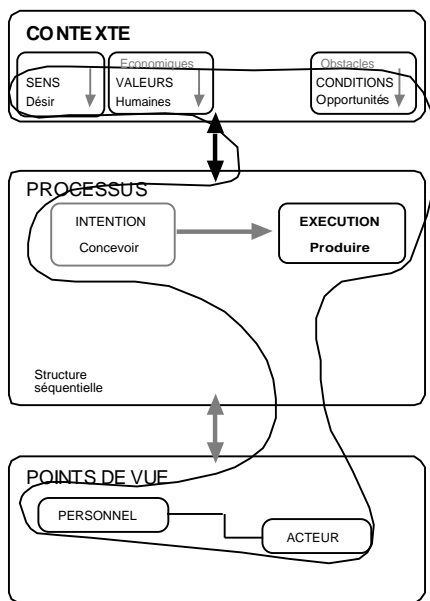 CONTEXTE
Economiques
Obstacles
SENS
Désir
VALEURS
Humaines
CONDITIONS
Opportunités
PROCESSUS
INTENTION
Concevoir
EXECUTION
Produire
Structure
séquentielle
POINTS DE VUE
PERSONNEL
ACTEUR